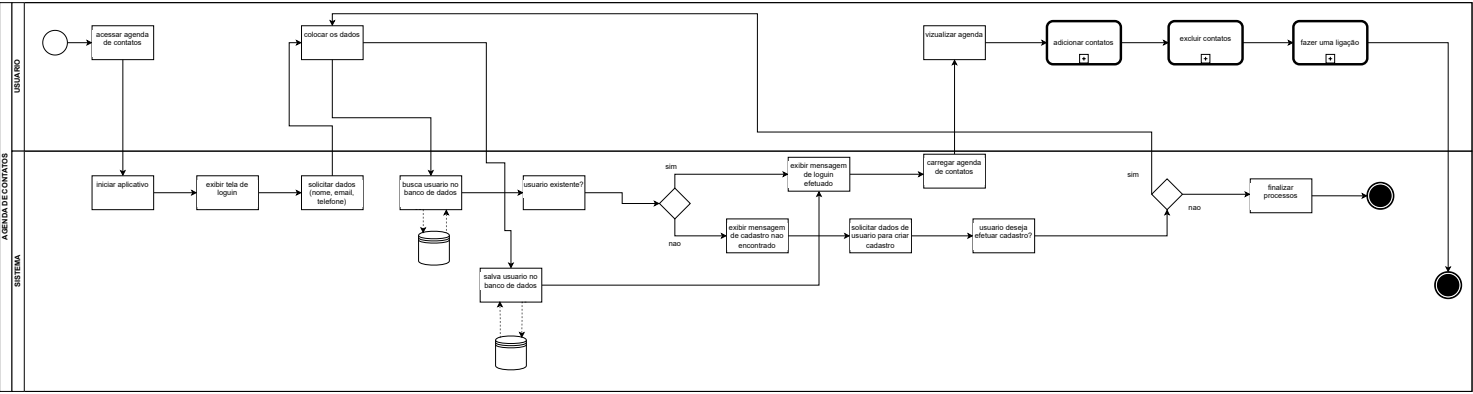 AGENDA DE CONTATOS
USUARIO
acessar agenda
de contatos
colocar os dados
vizualizar agenda
adicionar contatos
excluir contatos
fazer uma ligação
SISTEMA
iniciar aplicativo
exibir tela de
loguin
solicitar dados
(nome, email,
telefone)
busca usuario no
banco de dados
usuario existente?
sim
nao
exibir mensagem
de loguin
efetuado
carregar agenda
de contatos
exibir mensagem
de cadastro nao
encontrado
solicitar dados de
usuario para criar
cadastro
usuario deseja
efetuar cadastro?
sim
nao
finalizar
processos
salva usuario no
banco de dados